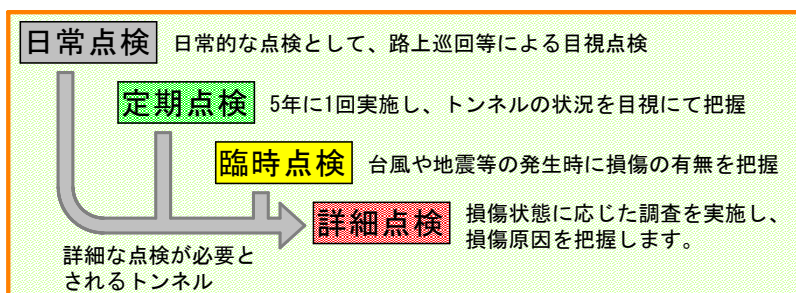 日常点検 日常的な点検として、路上巡回等による目視点検
定期点検 5年に1回実施し、トンネルの状況を目視にて把握
臨時点検 台風や地震等の発生時に損傷の有無を把握
詳細点検 損傷状態に応じた調査を実施し、
損傷原因を把握します。
詳細な点検が必要と
されるトンネル